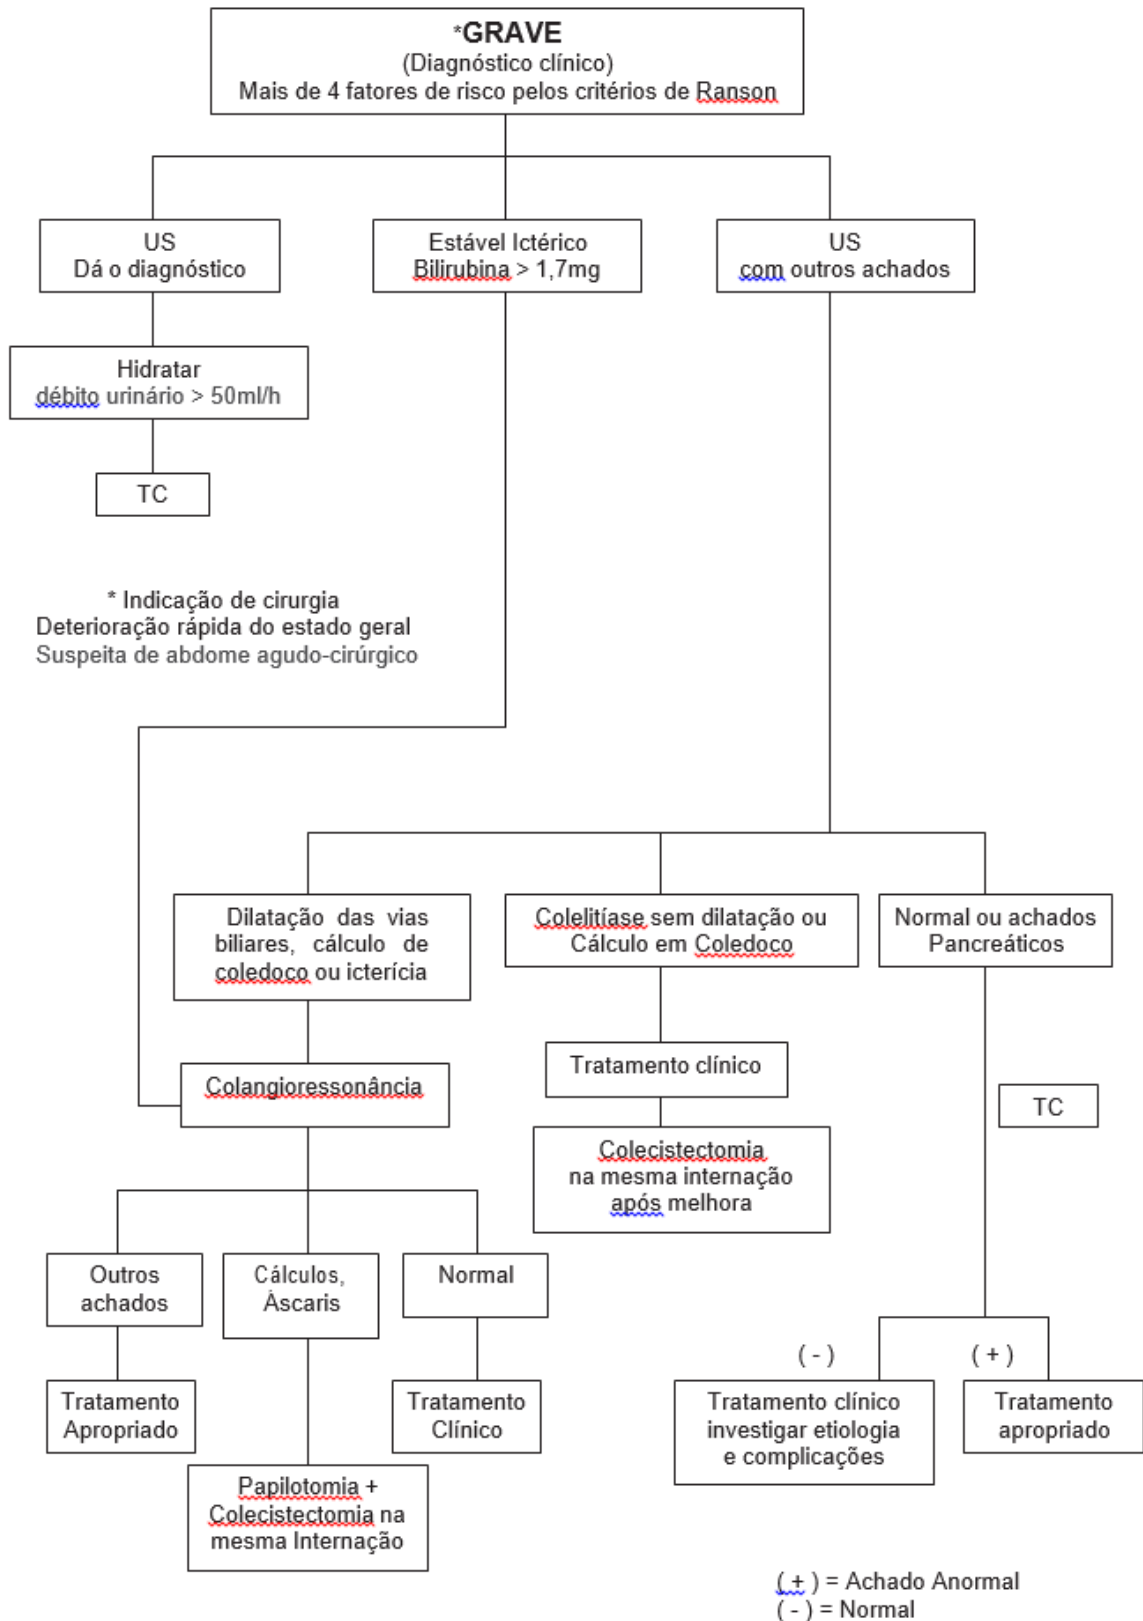 *GRAVE
(Diagnóstico clínico)
Mais de 4 fatores de risco pelos critérios de Ranson
US
Dá o diagnóstico
Estável Ictérico
Bilirubina > 1,7mg
US
com outros achados
Hidratar
débito urinário > 50ml/h
TC
* Indicação de cirurgia
Deterioração rápida do estado geral
Suspeita de abdome agudo-cirúrgico
Dilatação das vias
biliares, cálculo de
coledoco ou icterícia
Colelitíase sem dilatação ou
Cálculo em Coledoco
Normal ou achados
Pancreáticos
Colangioressonância
Tratamento clínico
TC
Colecistectomia
na mesma internação
após melhora
Outros
achados
Cálculos,
Áscaris
Normal
( - )
( + )
Tratamento
Apropriado
Tratamento
Clínico
Tratamento clínico
investigar etiologia
e complicações
Tratamento
apropriado
Papilotomia +
Colecistectomia na
mesma Internação
( + ) = Achado Anormal
( - ) = Normal